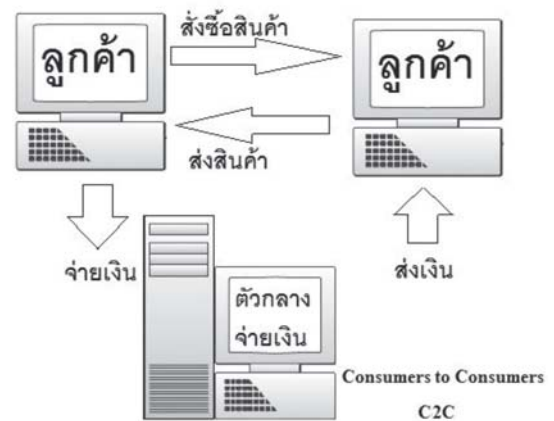 สั่งซื้อสินค้า
ลูกค้า
ลูกค้า
ส่งสินค้า
จ่ายเงิน
ส่งเงิน
ตัวกลาง
จ่ายเงิน
Consumers to Consumers
C2C